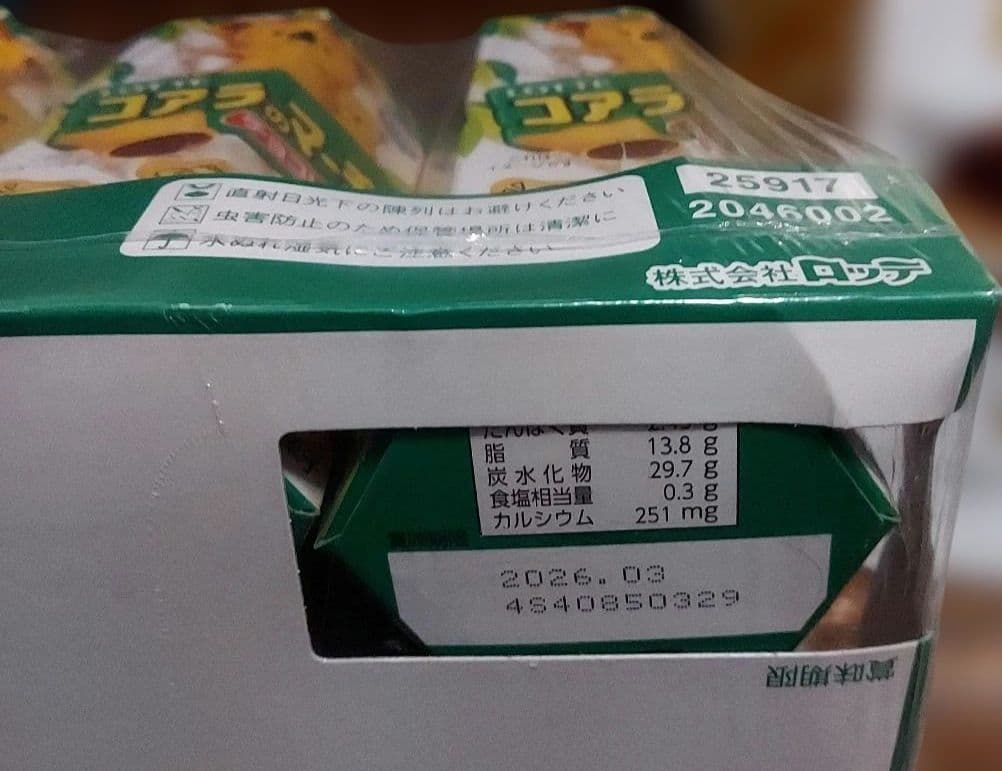 コアラ
の
コアラ
直射日光下の陳列はお避けください
虫害防止のため保管場所は清潔に
水ぬれ湿気にご注意ください
25917
2046002
株式会社ロッテ
脂 質 13.8 g
炭水化物 29.7 g
食塩相当量 0.3 g
カルシウム 251 mg
2026.03
4S40850329
賞味期限